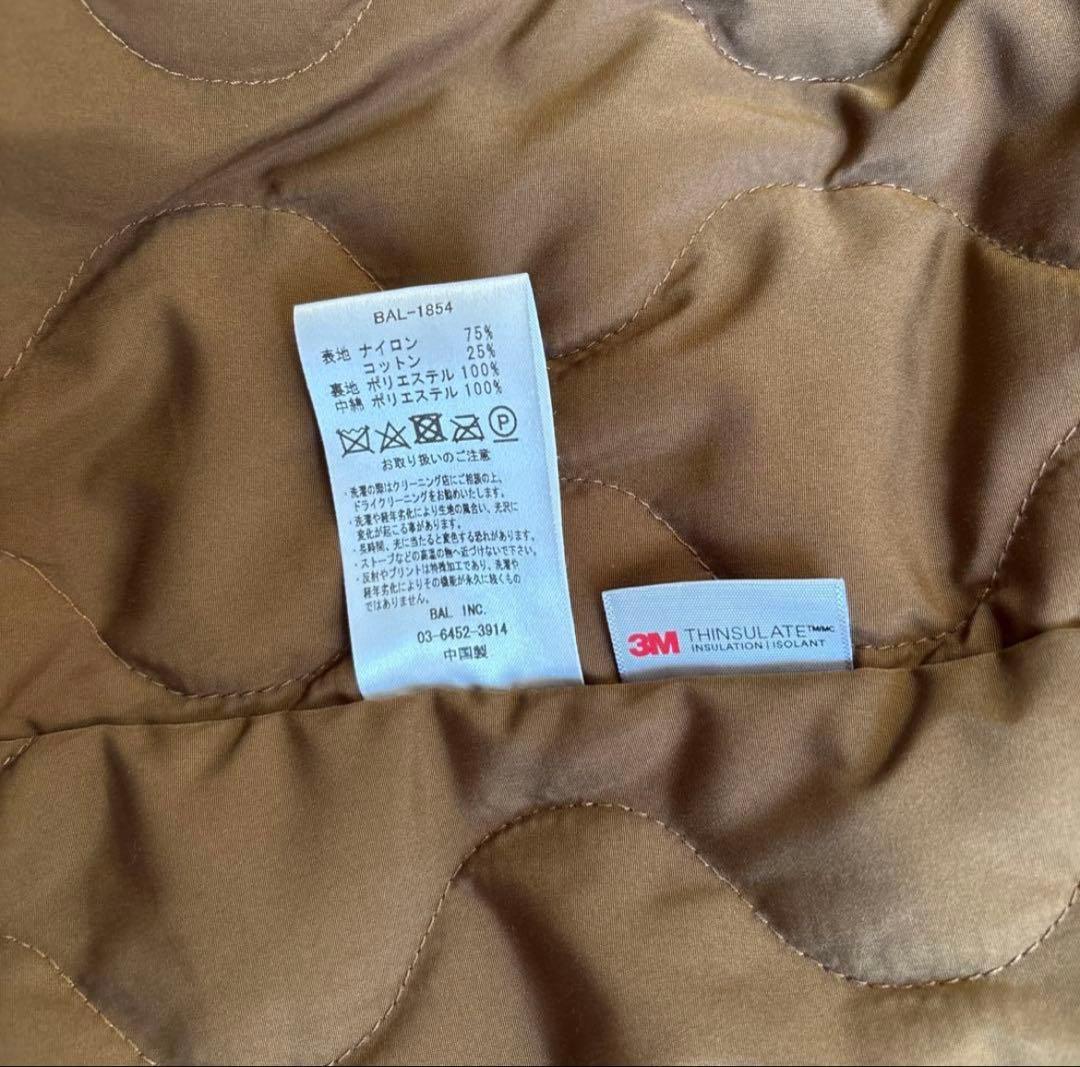 BAL-1854
表地 ナイロン 75%
コットン 25%
裏地 ポリエステル 100%
中綿 ポリエステル 100%
P
お取り扱いのご注意
・洗濯の際はクリーニング店にご相談の上、
ドライクリーニングをお勧めいたします。
・洗濯や経年劣化により生地の風合い、光沢に
変化が起こる事があります。
・長時間、光に当たると変色する恐れがあります。
・ストーブなどの高温の物へ近づけないで下さい。
・反射やプリントは特殊加工であり、洗濯や
経年劣化によりその機能が永久に続くもの
ではありません。
BAL INC.
03-6452-3914
中国製
3M THINSULATE™/MC
INSULATION | ISOLANT